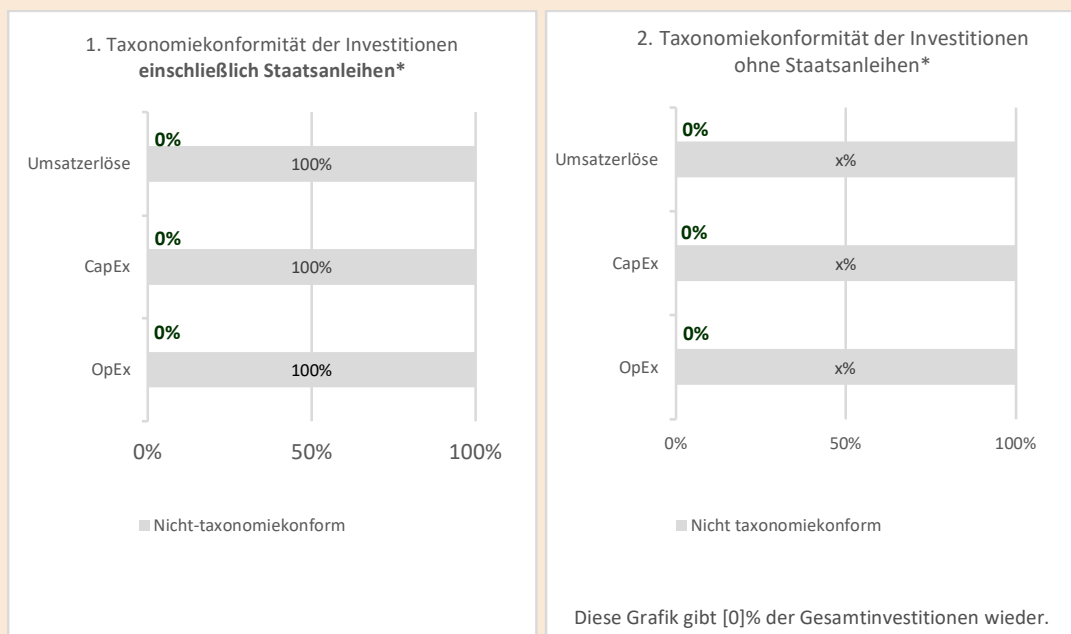 1. Taxonomiekonformität der Investitionen
einschließlich Staatsanleihen*
0%
Umsatzerlöse
100%
0%
CapEx
100%
0%
OpEx
100%
0%
50%
100%
Nicht-taxonomiekonform
2. Taxonomiekonformität der Investitionen
ohne Staatsanleihen*
0%
Umsatzerlöse
x%
0%
CapEx
x%
0%
OpEx
x%
0%
50%
100%
Nicht taxonomiekonform
Diese Grafik gibt [0]% der Gesamtinvestitionen wieder.